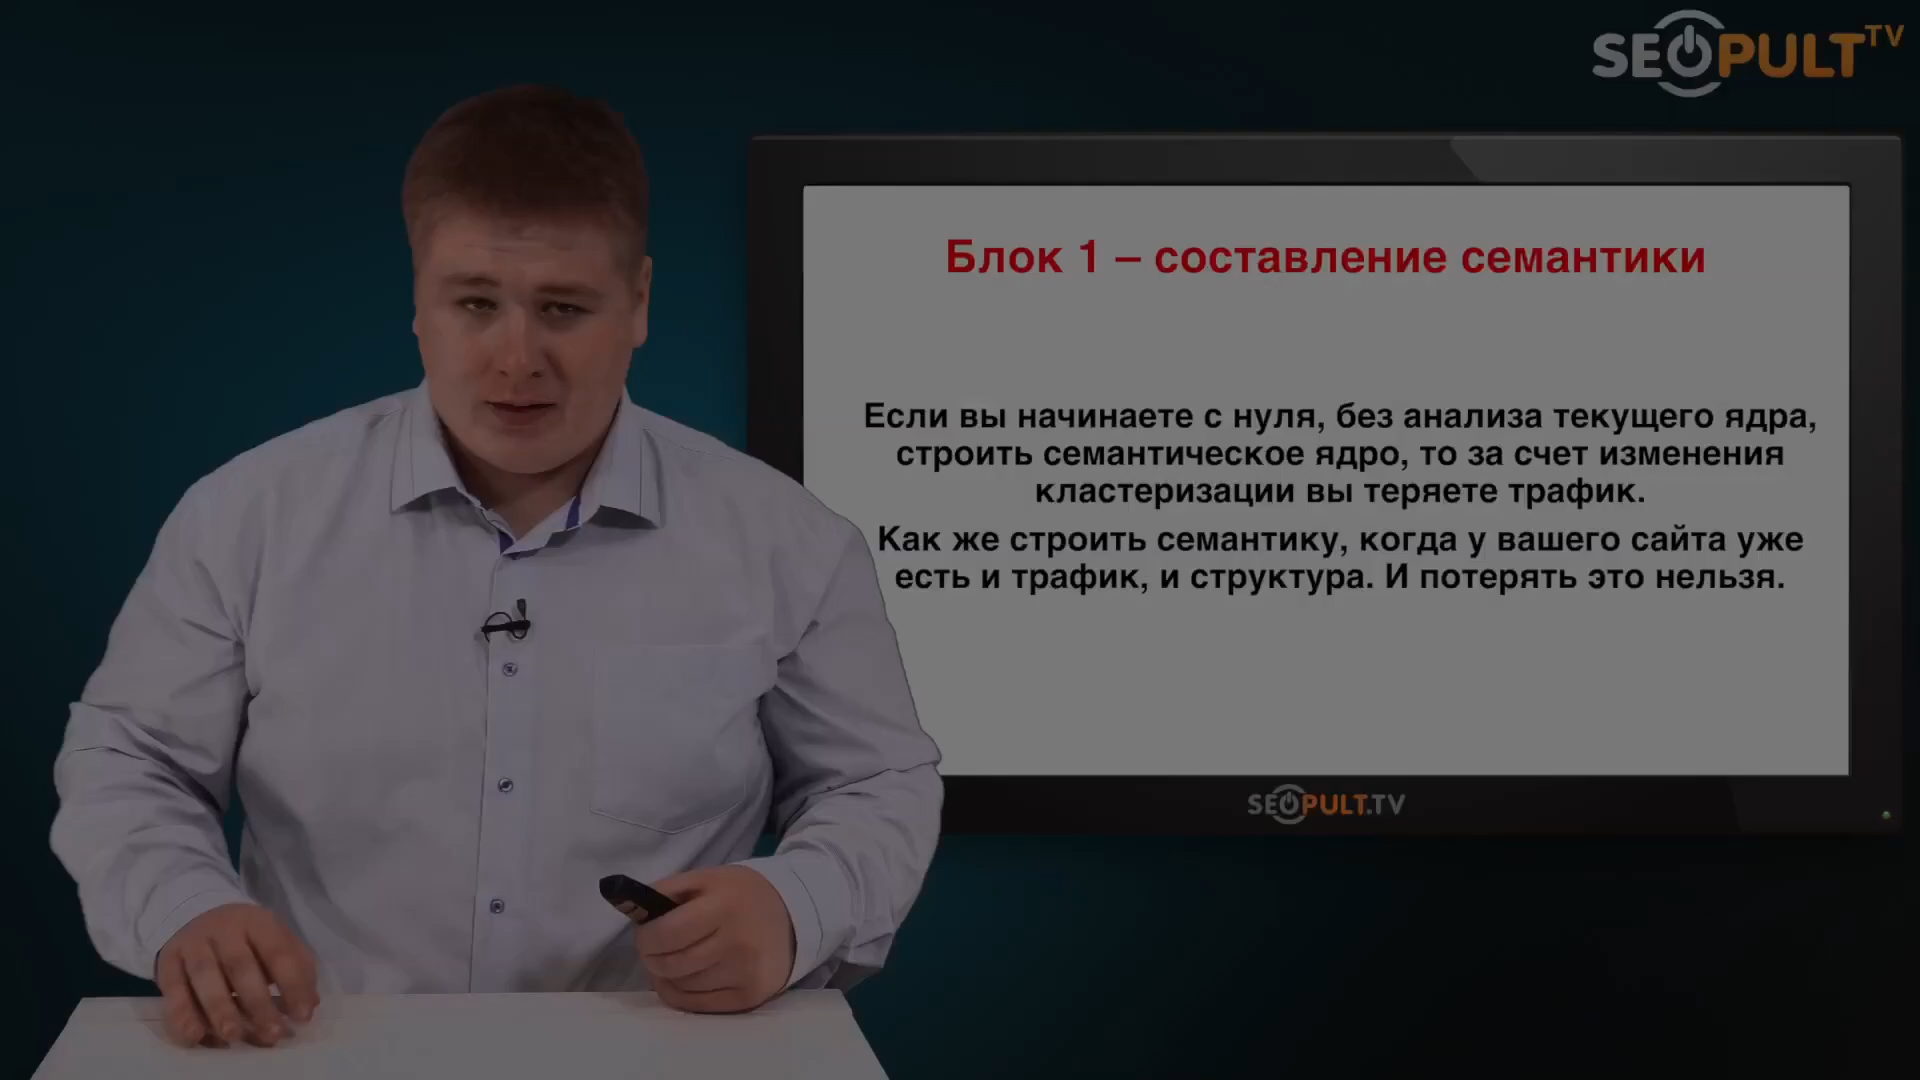 SEOPULT TV
Блок 1 – составление семантики
Если вы начинаете с нуля, без анализа текущего ядра,
строить семантическое ядро, то за счет изменения
кластеризации вы теряете трафик.
Как же строить семантику, когда у вашего сайта уже
есть и трафик, и структура. И потерять это нельзя.
SEOPULT.TV